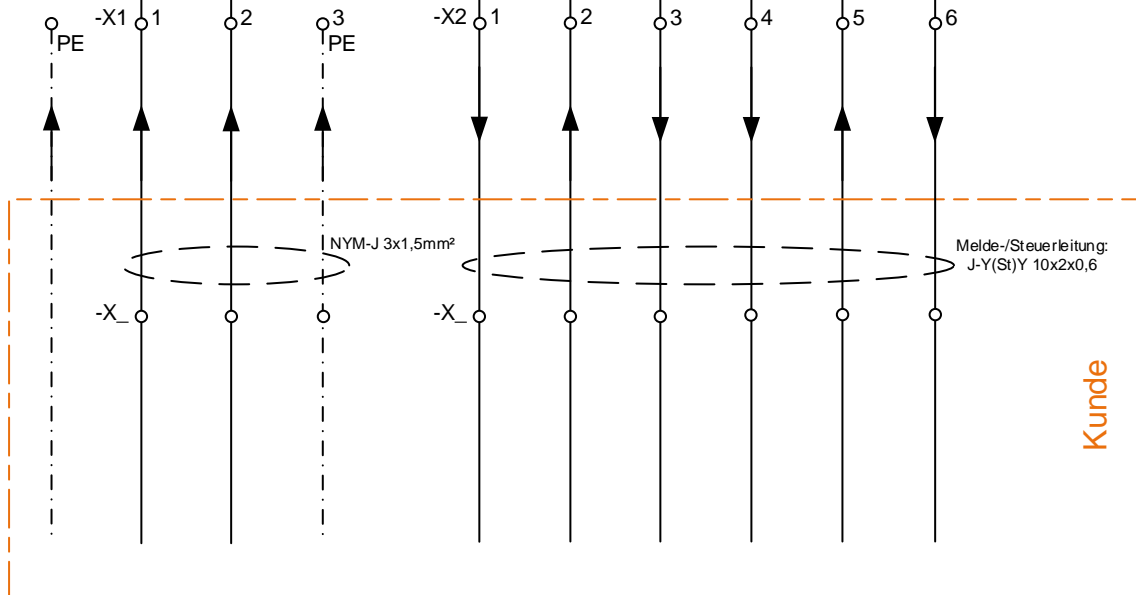 -X1 1 2 3 -X2 1 2 3 4 5 6
PE PE
NYM-J 3x1,5mm²
Melde-/Steuerleitung:
J-Y(St)Y 10x2x0,6
-X_ -X_
Kunde